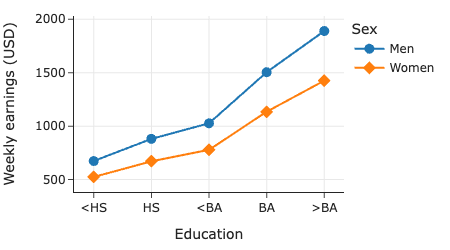 Weekly earnings (USD)
2000
1500
1000
500
<HS
HS
<BA
BA
>BA
Education
Sex
Men
Women